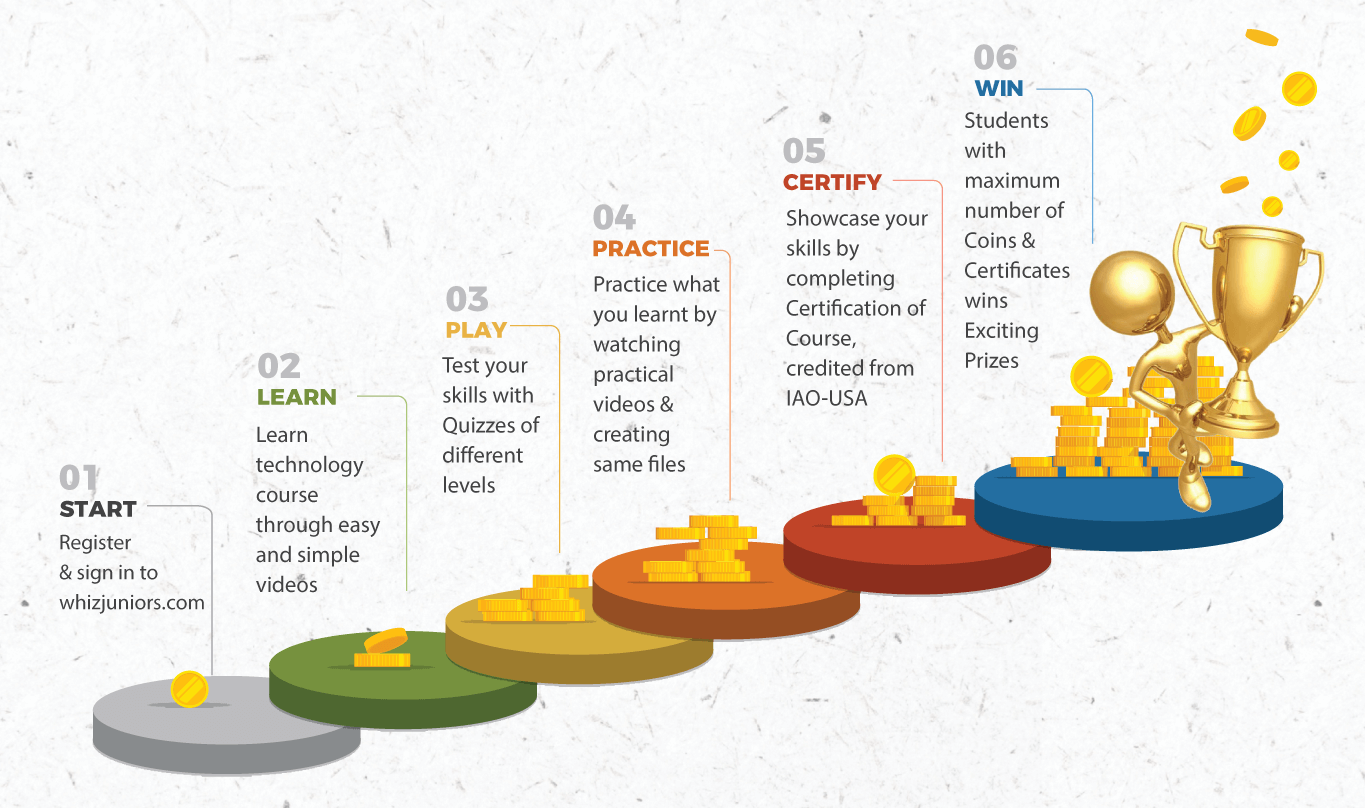 01
START
Register
& sign in to
whizjuniors.com
02
LEARN
Learn
technology
course
through easy
and simple
videos
03
PLAY
Test your
skills with
Quizzes of
different
levels
04
PRACTICE
Practice what
you learnt by
watching
practical
videos &
creating
same files
05
CERTIFY
Showcase your
skills by
completing
Certification of
Course,
credited from
IAO-USA
06
WIN
Students
with
maximum
number of
Coins &
Certificates
wins
Exciting
Prizes